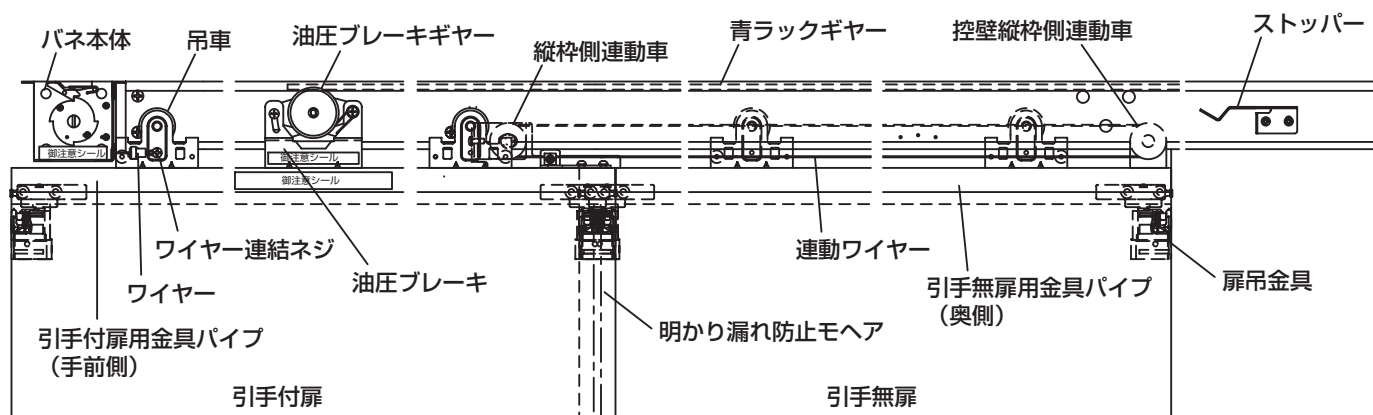 バネ本体
吊車
油圧ブレーキギヤー
縦枠側連動車
青ラックギヤー
控壁縦枠側連動車
ストッパー
御注意シール
御注意シール
御注意シール
ワイヤー連結ネジ
ワイヤー
油圧ブレーキ
連動ワイヤー
引手付扉用金具パイプ
（手前側）
明かり漏れ防止モヘア
引手無扉用金具パイプ
（奥側）
扉吊金具
引手付扉
引手無扉